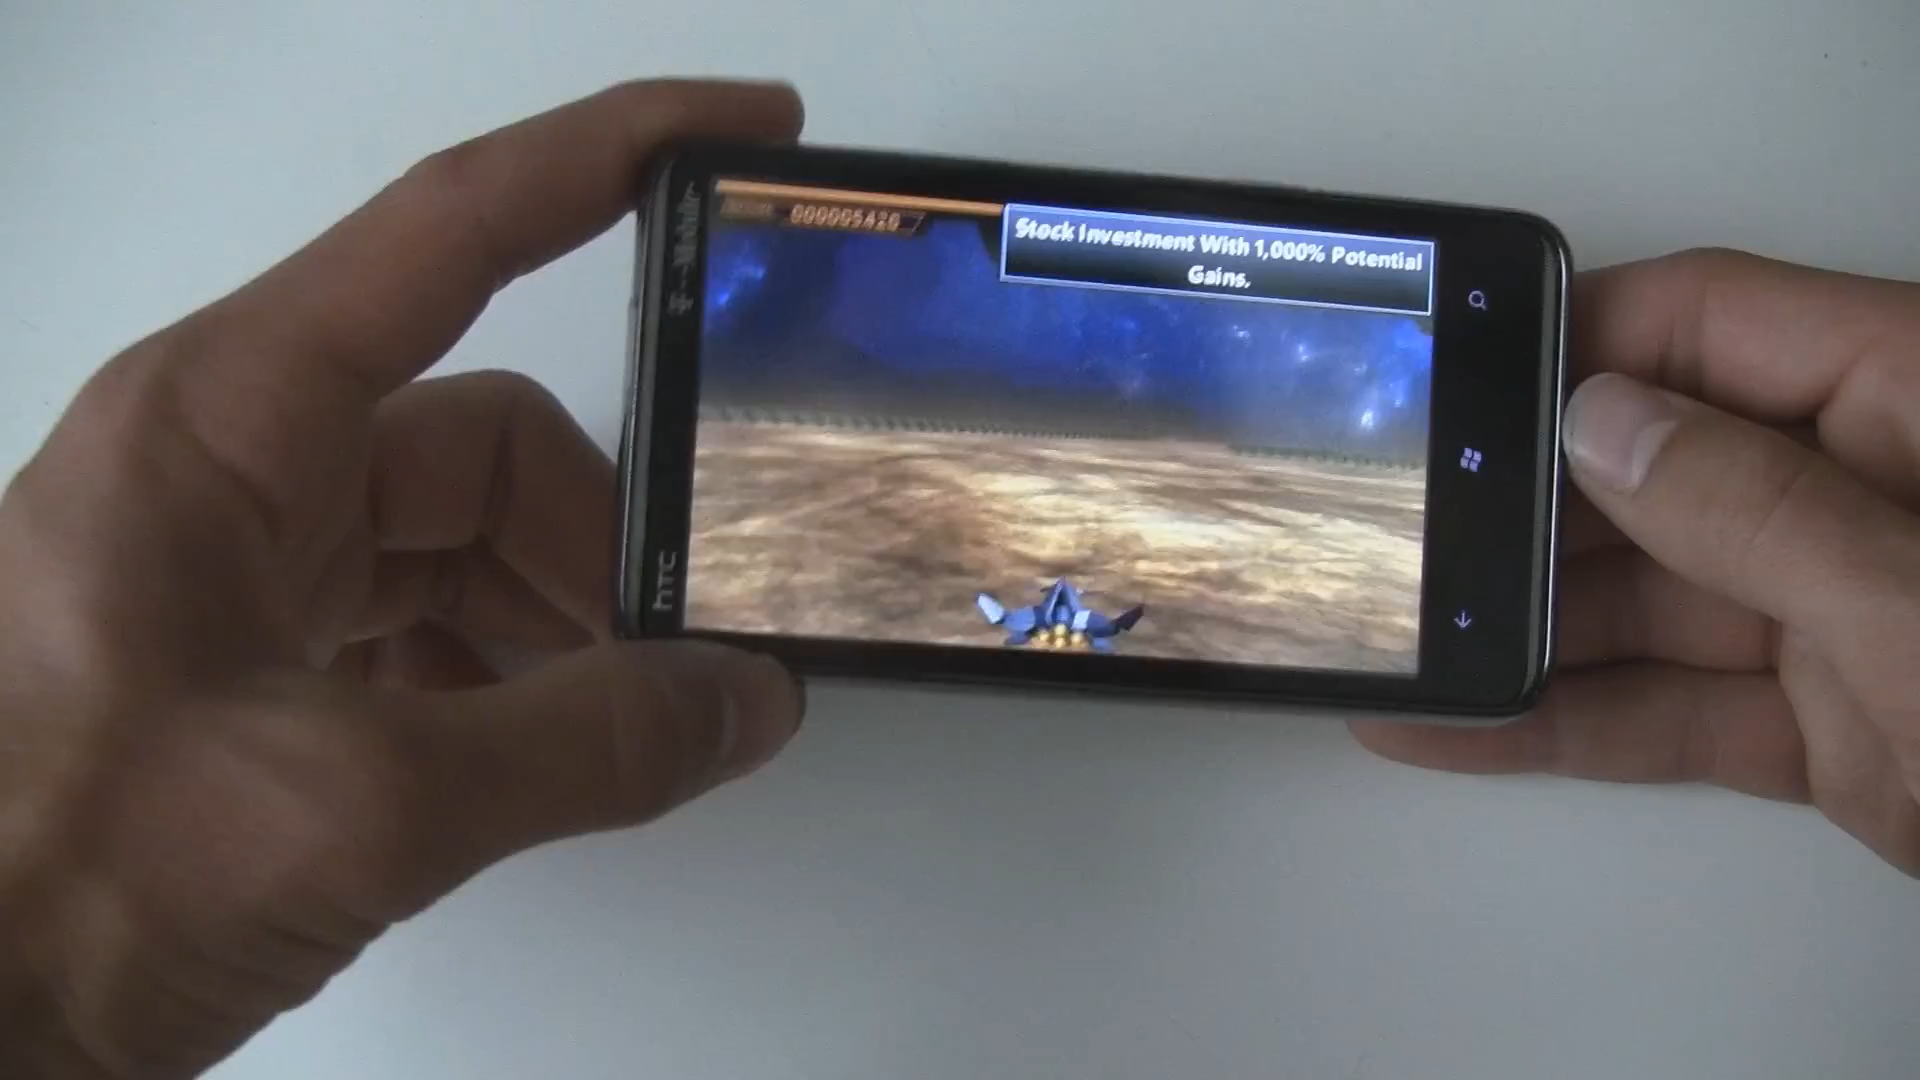 T··Mobile
000005420
Stock Investment With 1,000% Potential
Gains.
hTC